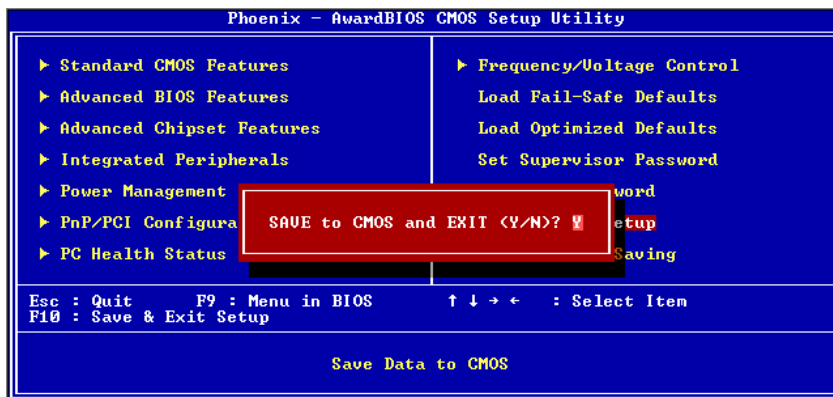 Phoenix - AwardBIOS CMOS Setup Utility
▶ Standard CMOS Features
▶ Advanced BIOS Features
▶ Advanced Chipset Features
▶ Integrated Peripherals
▶ Power Management
▶ PnP/PCI Configura
▶ PC Health Status
▶ Frequency/Voltage Control
Load Fail-Safe Defaults
Load Optimized Defaults
Set Supervisor Password
word
etup
Saving
SAVE to CMOS and EXIT (Y/N)? Y
Esc : Quit F9 : Menu in BIOS ↑ ↓ → ← : Select Item
F10 : Save & Exit Setup
Save Data to CMOS